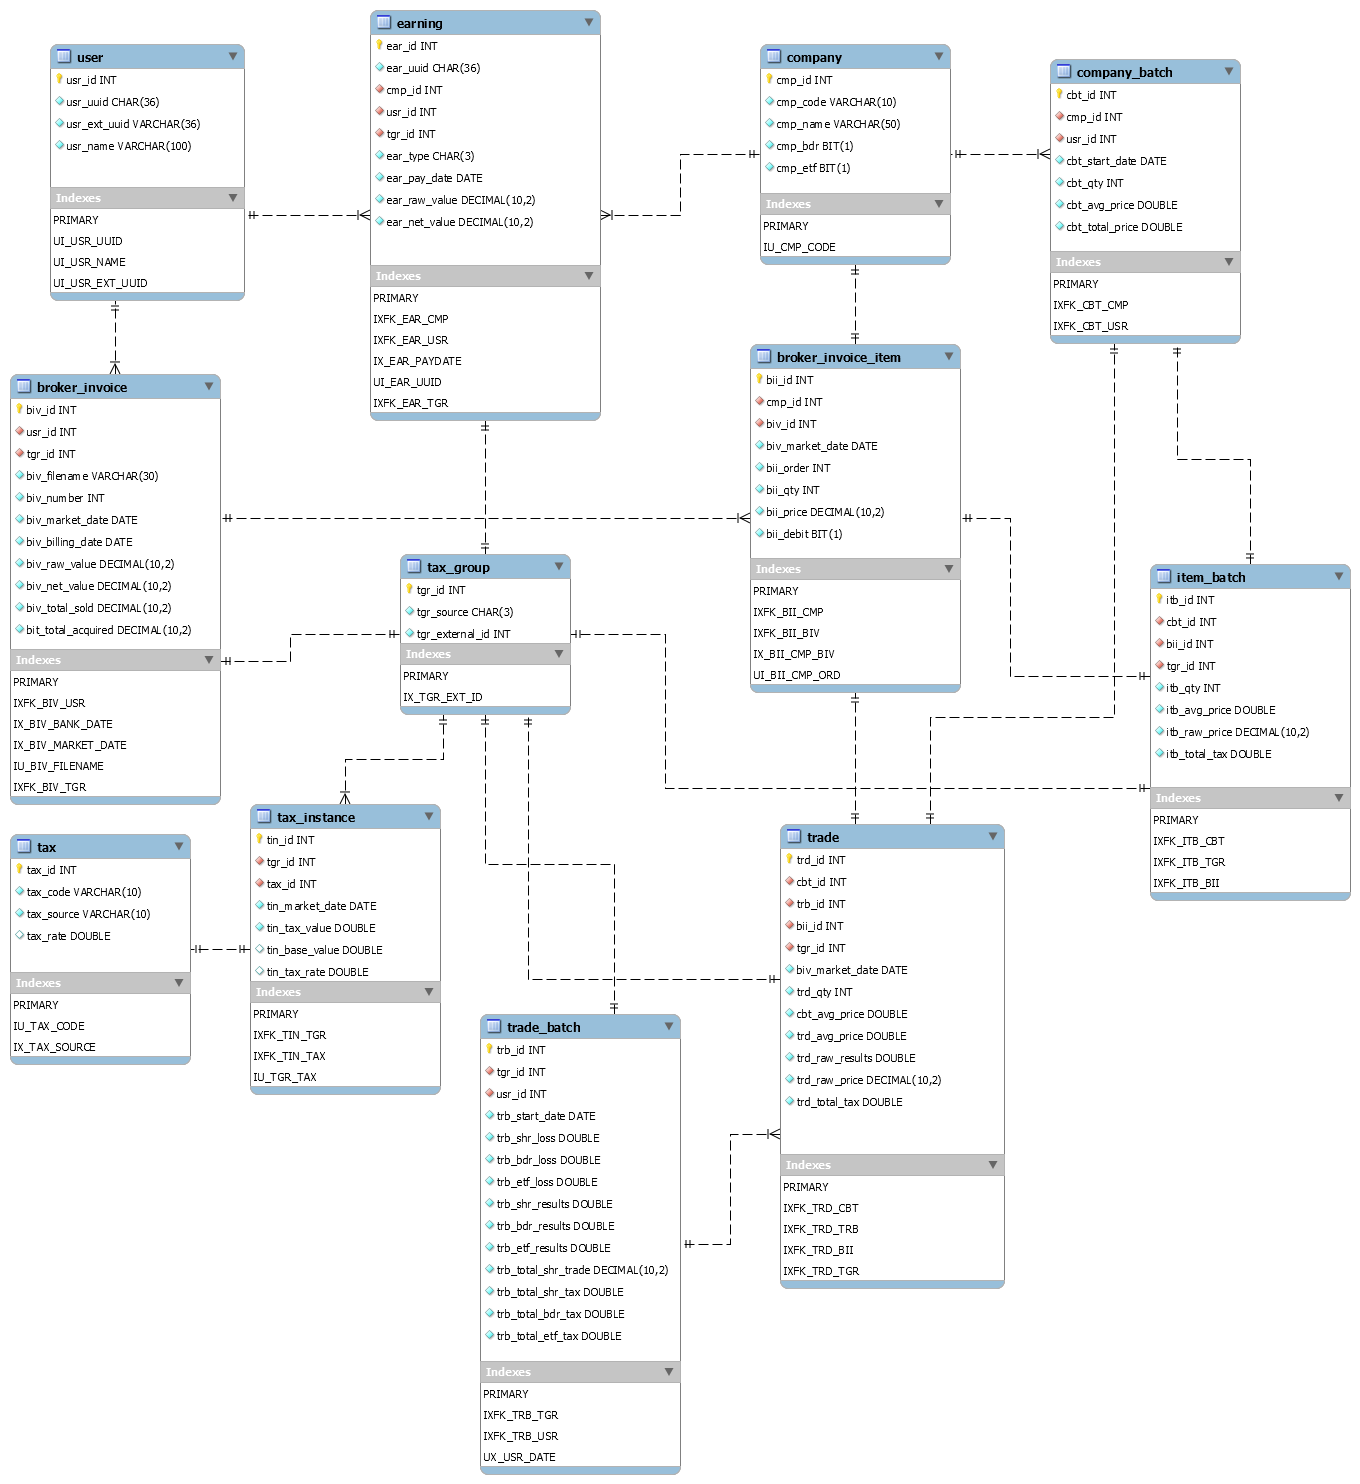 user
usr_id INT
usr_uuid CHAR(36)
usr_ext_uuid VARCHAR(36)
usr_name VARCHAR(100)
Indexes
PRIMARY
UI_USR_UUID
UI_USR_NAME
UI_USR_EXT_UUID
earning
ear_id INT
ear_uuid CHAR(36)
cmp_id INT
usr_id INT
tgr_id INT
ear_type CHAR(3)
ear_pay_date DATE
ear_raw_value DECIMAL(10,2)
ear_net_value DECIMAL(10,2)
Indexes
PRIMARY
IXFK_EAR_CMP
IXFK_EAR_USR
IX_EAR_PAYDATE
UI_EAR_UUID
IXFK_EAR_TGR
company
cmp_id INT
cmp_code VARCHAR(10)
cmp_name VARCHAR(50)
cmp_bdr BIT(1)
cmp_etf BIT(1)
Indexes
PRIMARY
IU_CMP_CODE
company_batch
cbt_id INT
cmp_id INT
usr_id INT
cbt_start_date DATE
cbt_qty INT
cbt_avg_price DOUBLE
cbt_total_price DOUBLE
Indexes
PRIMARY
IXFK_CBT_CMP
IXFK_CBT_USR
broker_invoice
biv_id INT
usr_id INT
tgr_id INT
biv_filename VARCHAR(30)
biv_number INT
biv_market_date DATE
biv_billing_date DATE
biv_raw_value DECIMAL(10,2)
biv_net_value DECIMAL(10,2)
biv_total_sold DECIMAL(10,2)
bit_total_acquired DECIMAL(10,2)
Indexes
PRIMARY
IXFK_BIV_USR
IX_BIV_BANK_DATE
IX_BIV_MARKET_DATE
IU_BIV_FILENAME
IXFK_BIV_TGR
broker_invoice_item
bii_id INT
cmp_id INT
biv_id INT
biv_market_date DATE
bii_order INT
bii_qty INT
bii_price DECIMAL(10,2)
bii_debit BIT(1)
Indexes
PRIMARY
IXFK_BII_CMP
IXFK_BII_BIV
IX_BII_CMP_BIV
UI_BII_CMP_ORD
tax_group
tgr_id INT
tgr_source CHAR(3)
tgr_external_id INT
Indexes
PRIMARY
IX_TGR_EXT_ID
item_batch
itb_id INT
cbt_id INT
bii_id INT
tgr_id INT
itb_qty INT
itb_avg_price DOUBLE
itb_raw_price DECIMAL(10,2)
itb_total_tax DOUBLE
Indexes
PRIMARY
IXFK_ITB_CBT
IXFK_ITB_TGR
IXFK_ITB_BII
tax
tax_id INT
tax_code VARCHAR(10)
tax_source VARCHAR(10)
tax_rate DOUBLE
Indexes
PRIMARY
IU_TAX_CODE
IX_TAX_SOURCE
tax_instance
tin_id INT
tgr_id INT
tax_id INT
tin_market_date DATE
tin_tax_value DOUBLE
tin_base_value DOUBLE
tin_tax_rate DOUBLE
Indexes
PRIMARY
IXFK_TIN_TGR
IXFK_TIN_TAX
IU_TGR_TAX
trade
trd_id INT
cbt_id INT
trb_id INT
bii_id INT
tgr_id INT
biv_market_date DATE
trd_qty INT
cbt_avg_price DOUBLE
trd_avg_price DOUBLE
trd_raw_results DOUBLE
trd_raw_price DECIMAL(10,2)
trd_total_tax DOUBLE
Indexes
PRIMARY
IXFK_TRD_CBT
IXFK_TRD_TRB
IXFK_TRD_BII
IXFK_TRD_TGR
trade_batch
trb_id INT
tgr_id INT
usr_id INT
trb_start_date DATE
trb_shr_loss DOUBLE
trb_bdr_loss DOUBLE
trb_etf_loss DOUBLE
trb_shr_results DOUBLE
trb_bdr_results DOUBLE
trb_etf_results DOUBLE
trb_total_shr_trade DECIMAL(10,2)
trb_total_shr_tax DOUBLE
trb_total_bdr_tax DOUBLE
trb_total_etf_tax DOUBLE
Indexes
PRIMARY
IXFK_TRB_TGR
IXFK_TRB_USR
UX_USR_DATE